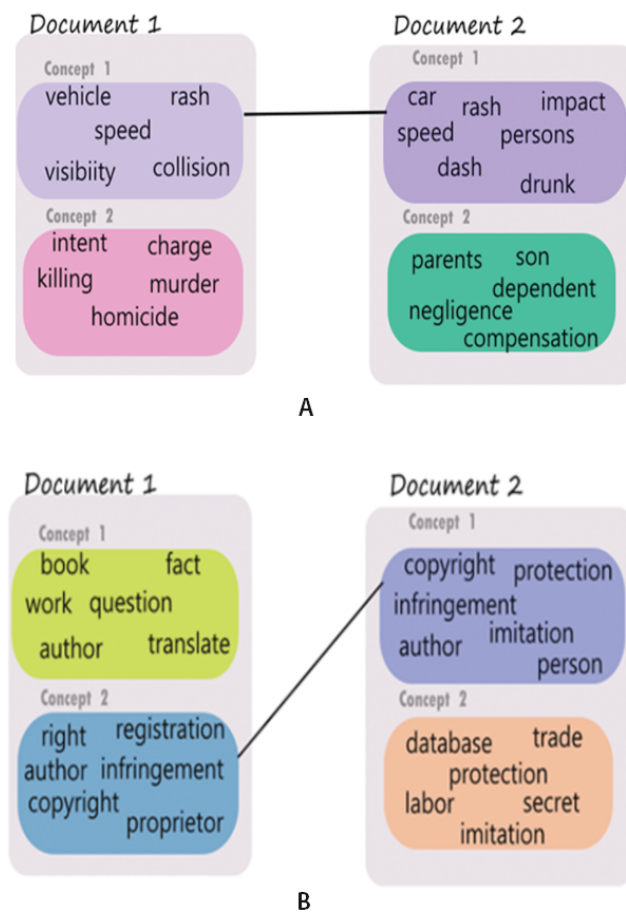 Document 1
Concept 1
vehicle rash
speed
visibiity collision
Concept 2
intent charge
killing murder
homicide
Document 2
Concept 1
car rash impact
speed persons
dash
drunk
Concept 2
parents son
dependent
negligence
compensation
A
Document 1
Concept 1
book fact
work question
author translate
Concept 2
right registration
author infringement
copyright
proprietor
Document 2
Concept 1
copyright protection
infringement
author imitation
person
Concept 2
database trade
protection
labor secret
imitation
B